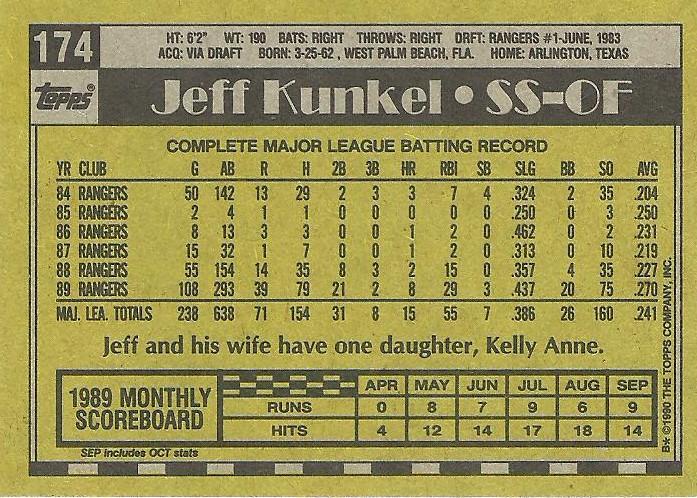 174
HT: 6'2" WT: 190 BATS: RIGHT THROWS: RIGHT DRFT: RANGERS #1-JUNE, 1983
ACQ: VIA DRAFT BORN: 3-25-62 , WEST PALM BEACH, FLA. HOME: ARLINGTON, TEXAS
TOPPS® Jeff Kunkel • SS-OF
COMPLETE MAJOR LEAGUE BATTING RECORD
YR CLUB G AB R H 2B 3B HR RBI SB SLG BB SO AVG
84 RANGERS 50 142 13 29 2 3 3 7 4 .324 2 35 .204
85 RANGERS 2 4 1 1 0 0 0 0 0 .250 0 3 .250
86 RANGERS 8 13 3 3 0 0 1 2 0 .462 0 2 .231
87 RANGERS 15 32 1 7 0 0 1 2 0 .313 0 10 .219
88 RANGERS 55 154 14 35 8 3 2 15 0 .357 4 35 .227
89 RANGERS 108 293 39 79 21 2 8 29 3 .437 20 75 .270
MAJ. LEA. TOTALS 238 638 71 154 31 8 15 55 7 .386 26 160 .241
Jeff and his wife have one daughter, Kelly Anne.
1989 MONTHLY
SCOREBOARD
APR MAY JUN JUL AUG SEP
RUNS 0 8 7 9 6 9
HITS 4 12 14 17 18 14
SEP includes OCT stats
B* ©1990 THE TOPPS COMPANY, INC.